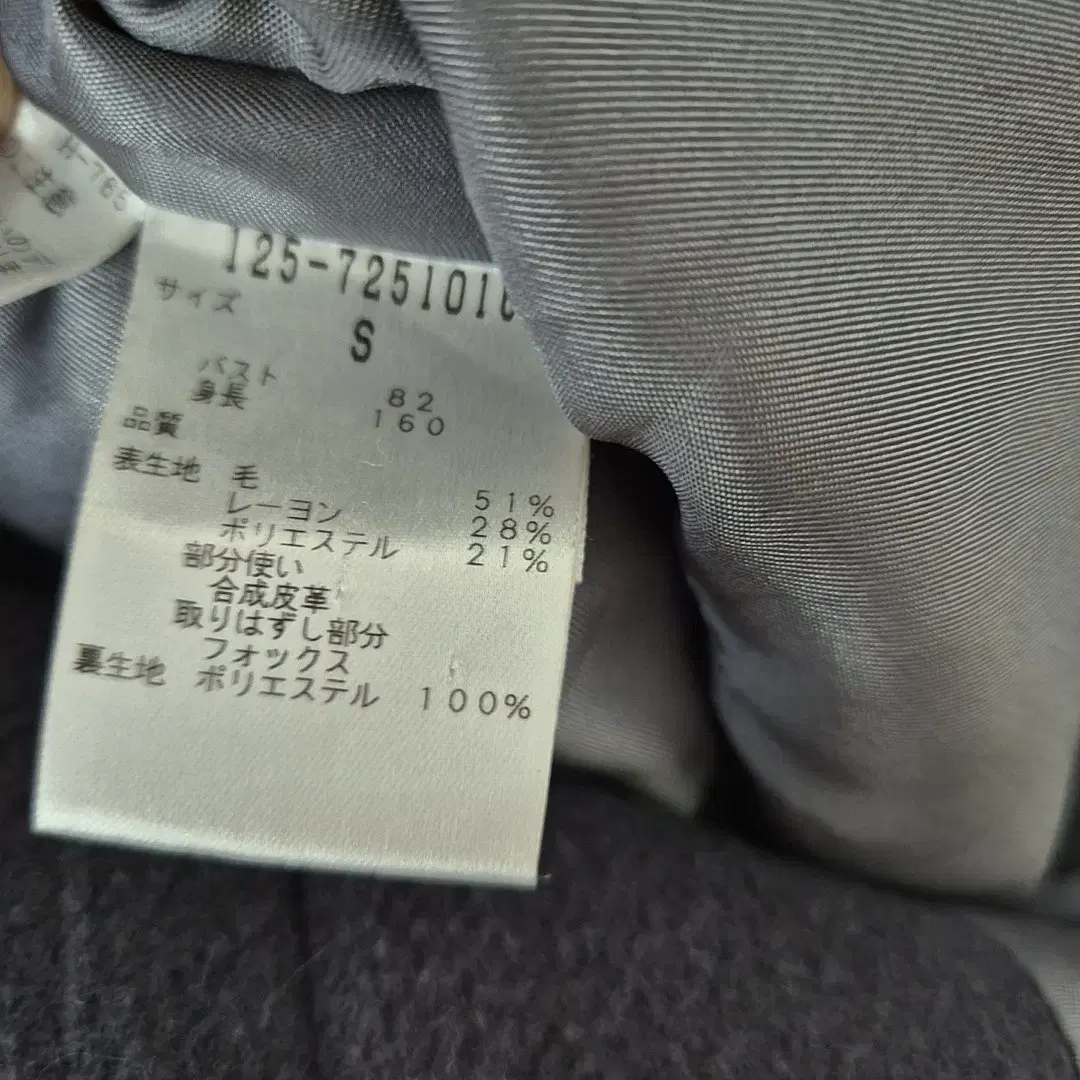 注意
125-725101
サイズ
S
バスト 82
身長 160
品質
表生地 毛 51%
レーヨン 28%
ポリエステル 21%
部分使い
合成皮革
取りはずし部分
フォックス
裏生地 ポリエステル 100%